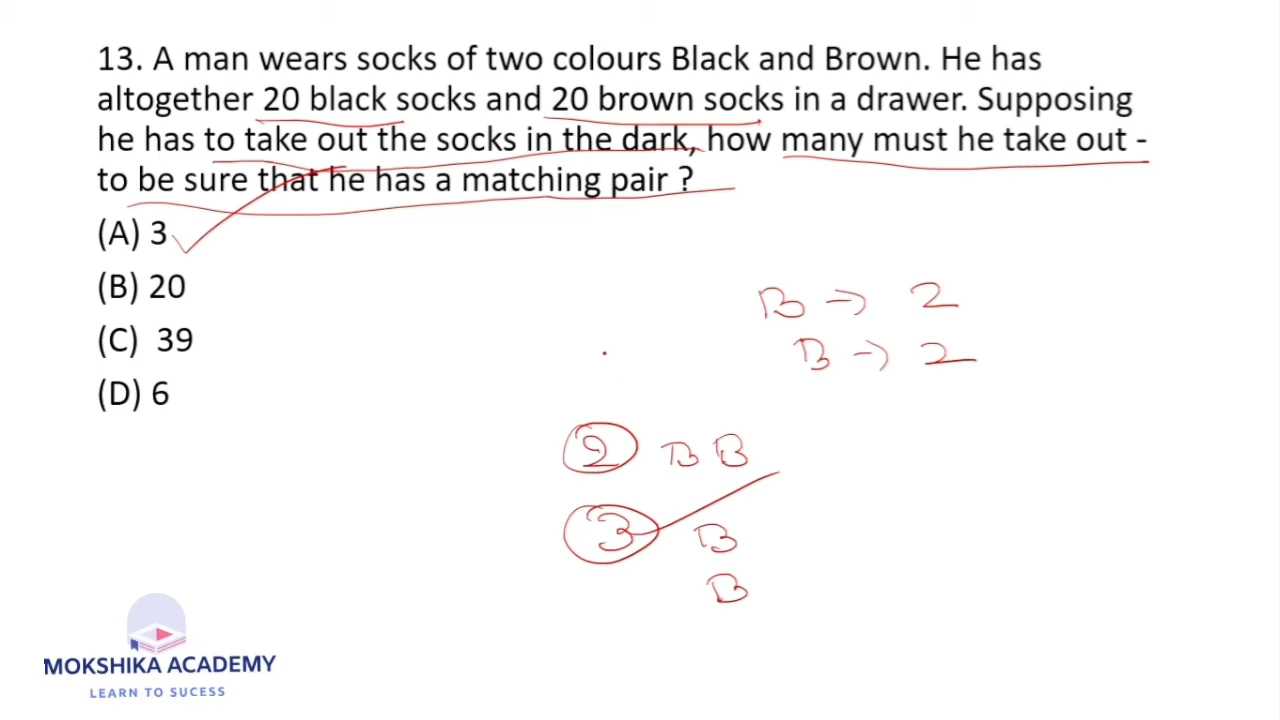 13. A man wears socks of two colours Black and Brown. He has
altogether 20 black socks and 20 brown socks in a drawer. Supposing
he has to take out the socks in the dark, how many must he take out -
to be sure that he has a matching pair ?
(A) 3
(B) 20
(C) 39
(D) 6
B → 2
B → 2
2 B B
3 B
B
MOKSHIKA ACADEMY
LEARN TO SUCESS